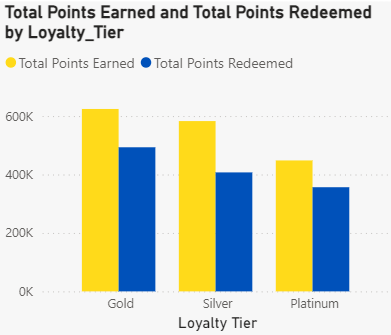 Total Points Earned and Total Points Redeemed
by Loyalty_Tier
Total Points Earned Total Points Redeemed
600K
400K
200K
0K
Gold Silver Platinum
Loyalty Tier